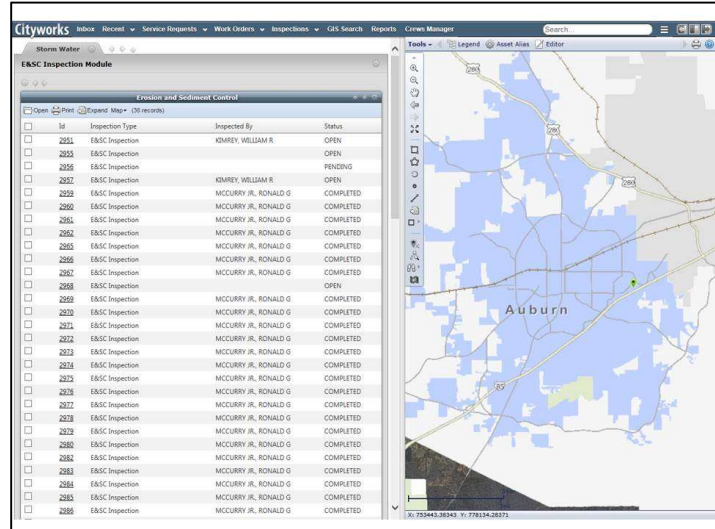 Cityworks Inbox Recent Service Requests Work Orders Inspections GIS Search Reports Crews Manager Search...
Storm Water
E&SC Inspection Module
Erosion and Sediment Control
Open Print Expand Map (36 records)
Id Inspection Type Inspected By Status
2951 E&SC Inspection KIMREY, WILLIAM R OPEN
2955 E&SC Inspection OPEN
2956 E&SC Inspection PENDING
2957 E&SC Inspection KIMREY, WILLIAM R OPEN
2959 E&SC Inspection MCCURRY JR., RONALD G COMPLETED
2960 E&SC Inspection MCCURRY JR., RONALD G COMPLETED
2961 E&SC Inspection MCCURRY JR., RONALD G COMPLETED
2962 E&SC Inspection MCCURRY JR., RONALD G COMPLETED
2965 E&SC Inspection MCCURRY JR., RONALD G COMPLETED
2966 E&SC Inspection MCCURRY JR., RONALD G COMPLETED
2967 E&SC Inspection MCCURRY JR., RONALD G COMPLETED
2968 E&SC Inspection OPEN
2969 E&SC Inspection MCCURRY JR., RONALD G COMPLETED
2970 E&SC Inspection MCCURRY JR., RONALD G COMPLETED
2971 E&SC Inspection MCCURRY JR., RONALD G COMPLETED
2972 E&SC Inspection MCCURRY JR., RONALD G COMPLETED
2973 E&SC Inspection MCCURRY JR., RONALD G COMPLETED
2974 E&SC Inspection MCCURRY JR., RONALD G COMPLETED
2975 E&SC Inspection MCCURRY JR., RONALD G COMPLETED
2976 E&SC Inspection MCCURRY JR., RONALD G COMPLETED
2977 E&SC Inspection MCCURRY JR., RONALD G COMPLETED
2978 E&SC Inspection MCCURRY JR., RONALD G COMPLETED
2979 E&SC Inspection MCCURRY JR., RONALD G COMPLETED
2980 E&SC Inspection MCCURRY JR., RONALD G COMPLETED
2982 E&SC Inspection MCCURRY JR., RONALD G COMPLETED
2983 E&SC Inspection MCCURRY JR., RONALD G COMPLETED
2984 E&SC Inspection MCCURRY JR., RONALD G COMPLETED
2985 E&SC Inspection MCCURRY JR., RONALD G COMPLETED
2986 E&SC Inspection MCCURRY JR., RONALD G COMPLETED
Tools Legend Asset Alias Editor
280
280
280
Auburn
85
X: 753443.38343 Y: 778134.28371